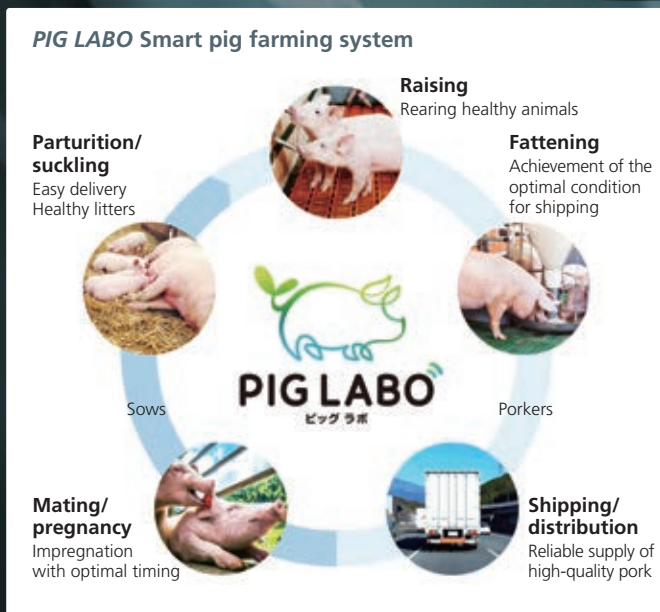 PIG LABO Smart pig farming system
Raising
Rearing healthy animals
Parturition/
suckling
Easy delivery
Healthy litters
Fattening
Achievement of the
optimal condition
for shipping
PIG LABO
ピッグ ラボ
Sows
Porkers
Mating/
pregnancy
Impregnation
with optimal timing
Shipping/
distribution
Reliable supply of
high-quality pork